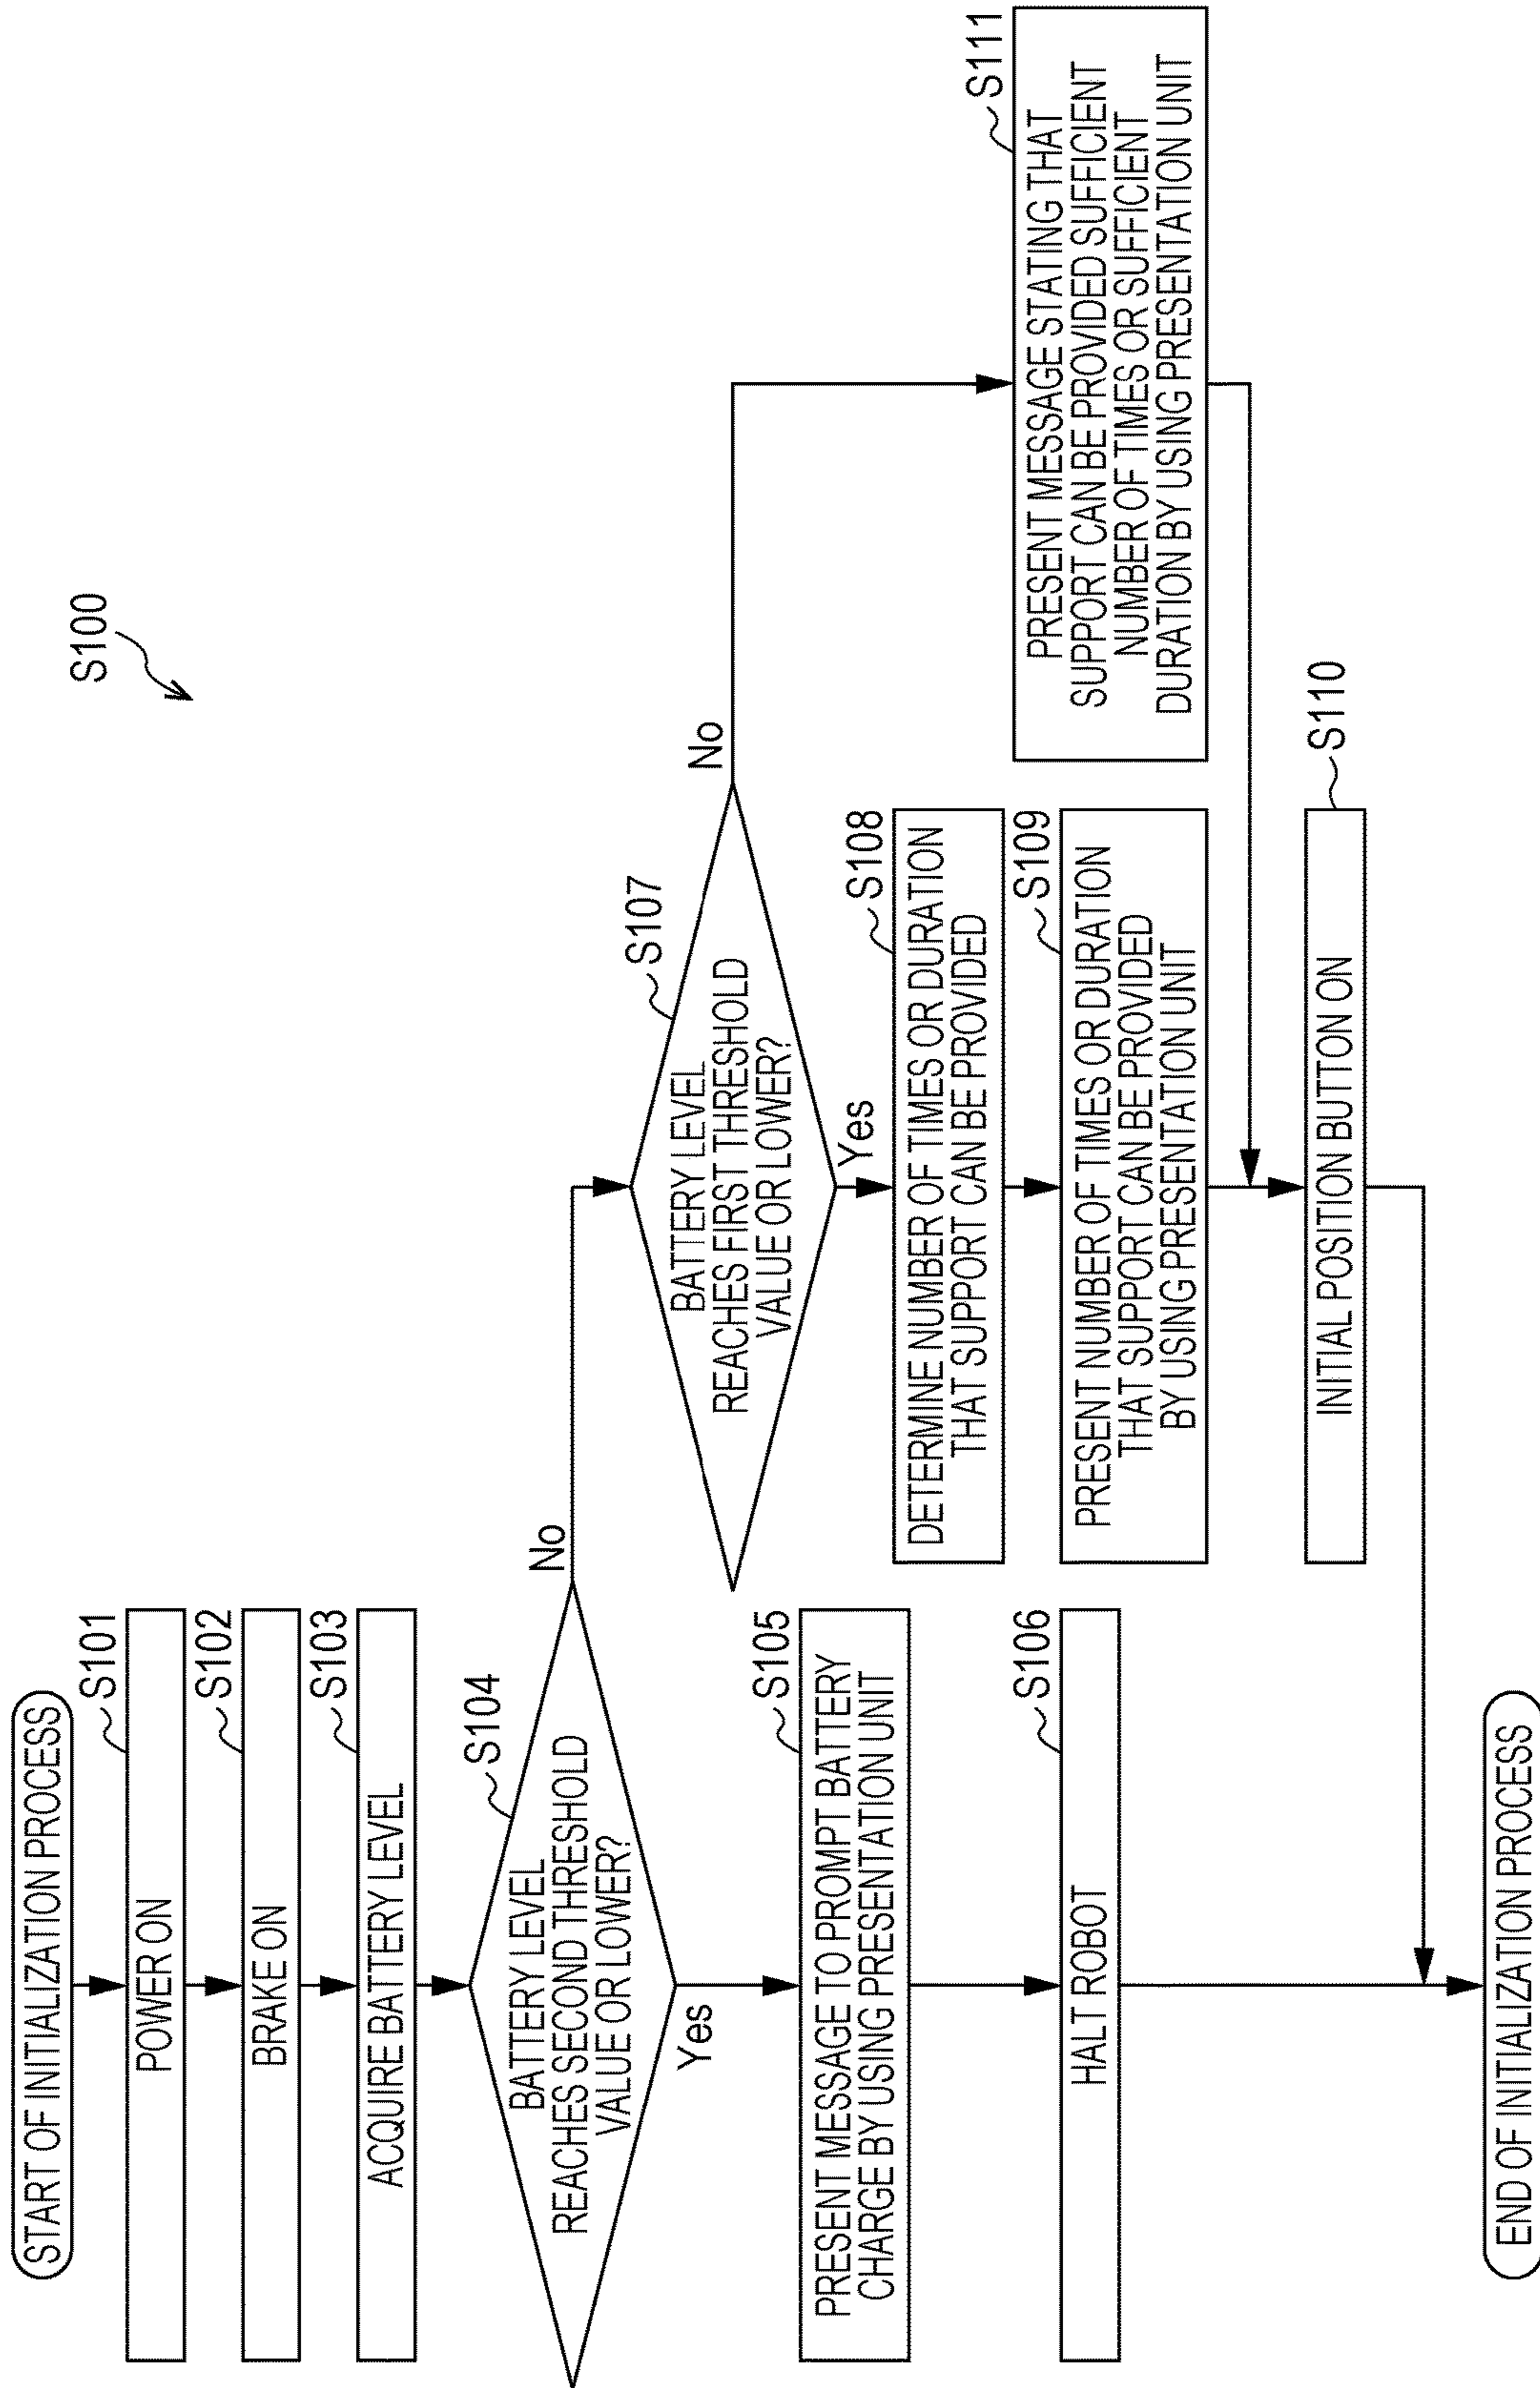 S100
START OF INITIALIZATION PROCESS
S101
POWER ON
S102
BRAKE ON
S103
ACQUIRE BATTERY LEVEL
S104
BATTERY LEVEL
REACHES SECOND THRESHOLD
VALUE OR LOWER?
No
Yes
S105
PRESENT MESSAGE TO PROMPT BATTERY
CHARGE BY USING PRESENTATION UNIT
S106
HALT ROBOT
S107
BATTERY LEVEL
REACHES FIRST THRESHOLD
VALUE OR LOWER?
No
Yes
S108
DETERMINE NUMBER OF TIMES OR DURATION
THAT SUPPORT CAN BE PROVIDED
S109
PRESENT NUMBER OF TIMES OR DURATION
THAT SUPPORT CAN BE PROVIDED
BY USING PRESENTATION UNIT
S111
PRESENT MESSAGE STATING THAT
SUPPORT CAN BE PROVIDED SUFFICIENT
NUMBER OF TIMES OR SUFFICIENT
DURATION BY USING PRESENTATION UNIT
S110
INITIAL POSITION BUTTON ON
END OF INITIALIZATION PROCESS